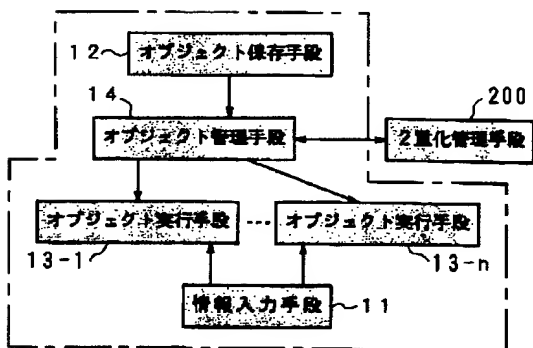 12 オブジェクト保存手段
14
200
オブジェクト管理手段
2重化管理手段
オブジェクト実行手段 ---- オブジェクト実行手段
13-1
13-n
情報入力手段 11